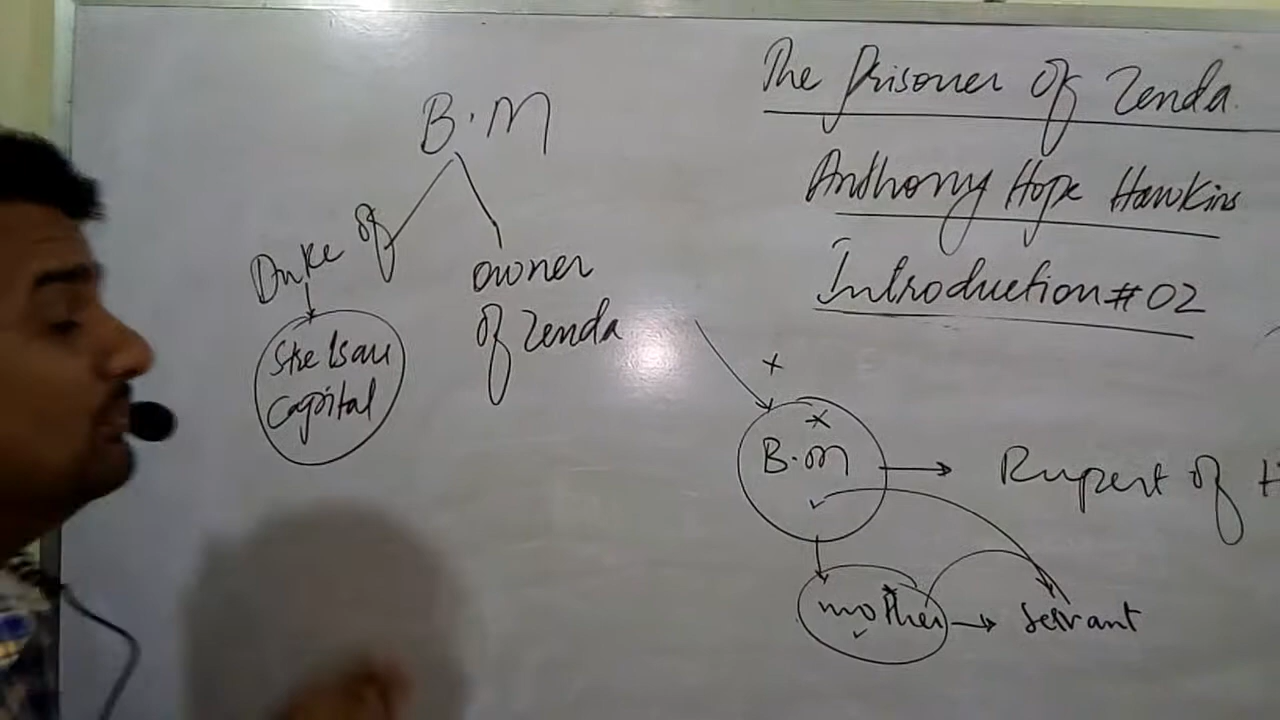 The Prisoner Of Zenda.
Anthony Hope Hawkins
Introduction #02
B.M
Duke of
owner
of Zenda
Strelsau
Capital
B.M
Rupert of
mother
Servant